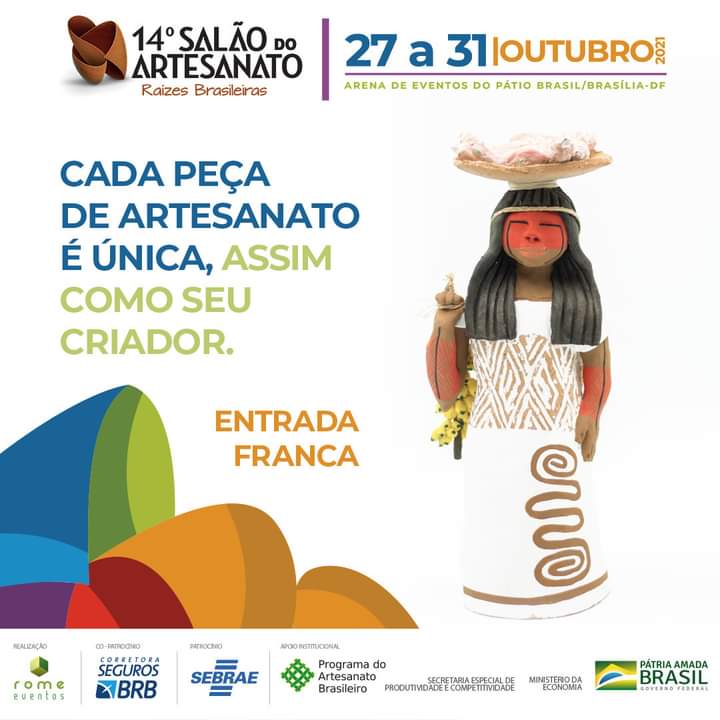 14º SALÃO DO
ARTESANATO
Raízes Brasileiras
27 a 31|OUTUBRO 2021
ARENA DE EVENTOS DO PÁTIO BRASIL/BRASÍLIA-DF
CADA PEÇA
DE ARTESANATO
É ÚNICA, ASSIM
COMO SEU
CRIADOR.
ENTRADA
FRANCA
REALIZAÇÃO
rome
eventos
CO - PATROCÍNIO
CORRETORA
SEGUROS
BRB
PATROCÍNIO
SEBRAE
APOIO INSTITUCIONAL
Programa do
Artesanato
Brasileiro
SECRETARIA ESPECIAL DE
PRODUTIVIDADE E COMPETITIVIDADE
MINISTÉRIO DA
ECONOMIA
PÁTRIA AMADA
BRASIL
GOVERNO FEDERAL